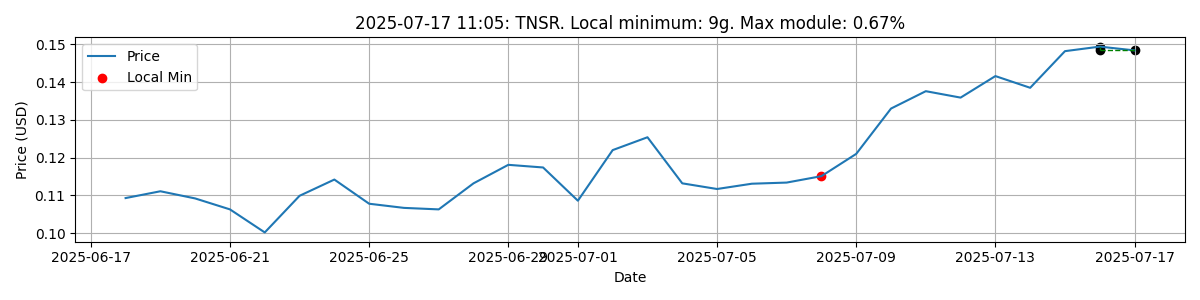 2025-07-17 11:05: TNSR. Local minimum: 9g. Max module: 0.67%
Price
Local Min
Price (USD)
0.15
0.14
0.13
0.12
0.11
0.10
2025-06-17 2025-06-21 2025-06-25 2025-06-29 2025-07-01 2025-07-05 2025-07-09 2025-07-13 2025-07-17
Date